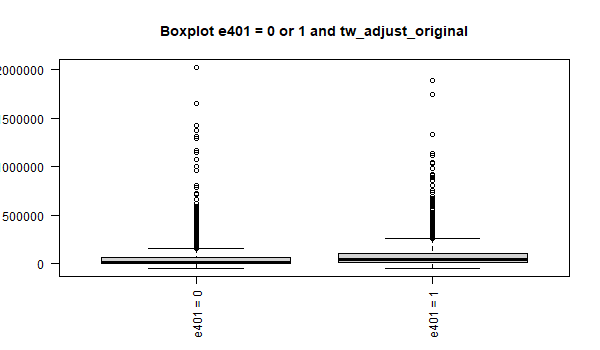 Boxplot e401 = 0 or 1 and tw_adjust_original
2000000
1500000
1000000
500000
0
e401 = 0
e401 = 1